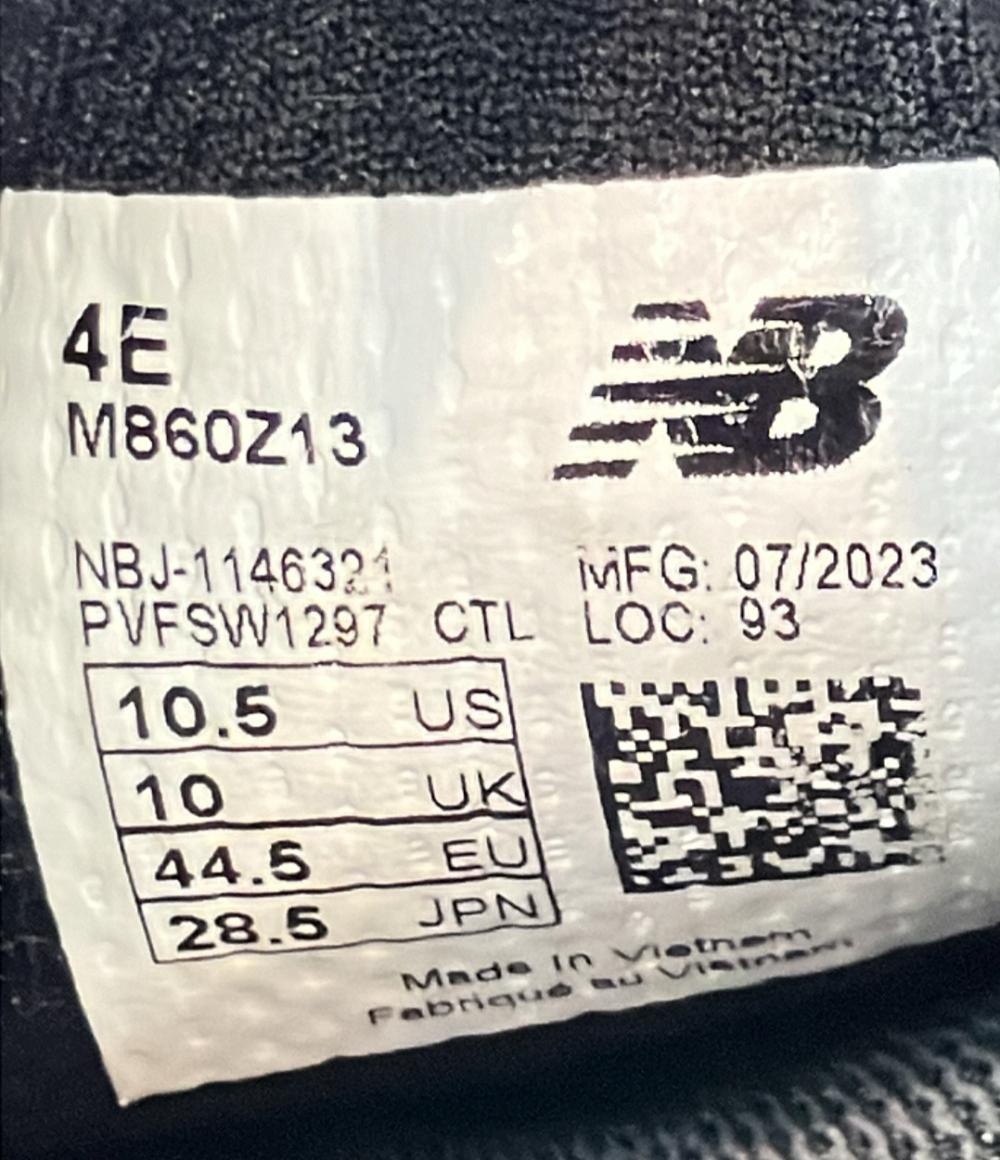 4E
M860Z13
NB
NBJ-1146321
PVFSW1297 CTL
MFG: 07/2023
LOC: 93
10.5 US
10 UK
44.5 EU
28.5 JPN
Made in Vietnam
Fabriqué au Vietnam